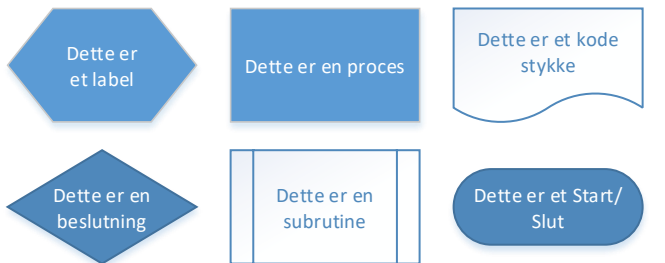 Dette er
et label
Dette er en proces
Dette er et kode
stykke
Dette er en
beslutning
Dette er en
subrutine
Dette er et Start/
Slut